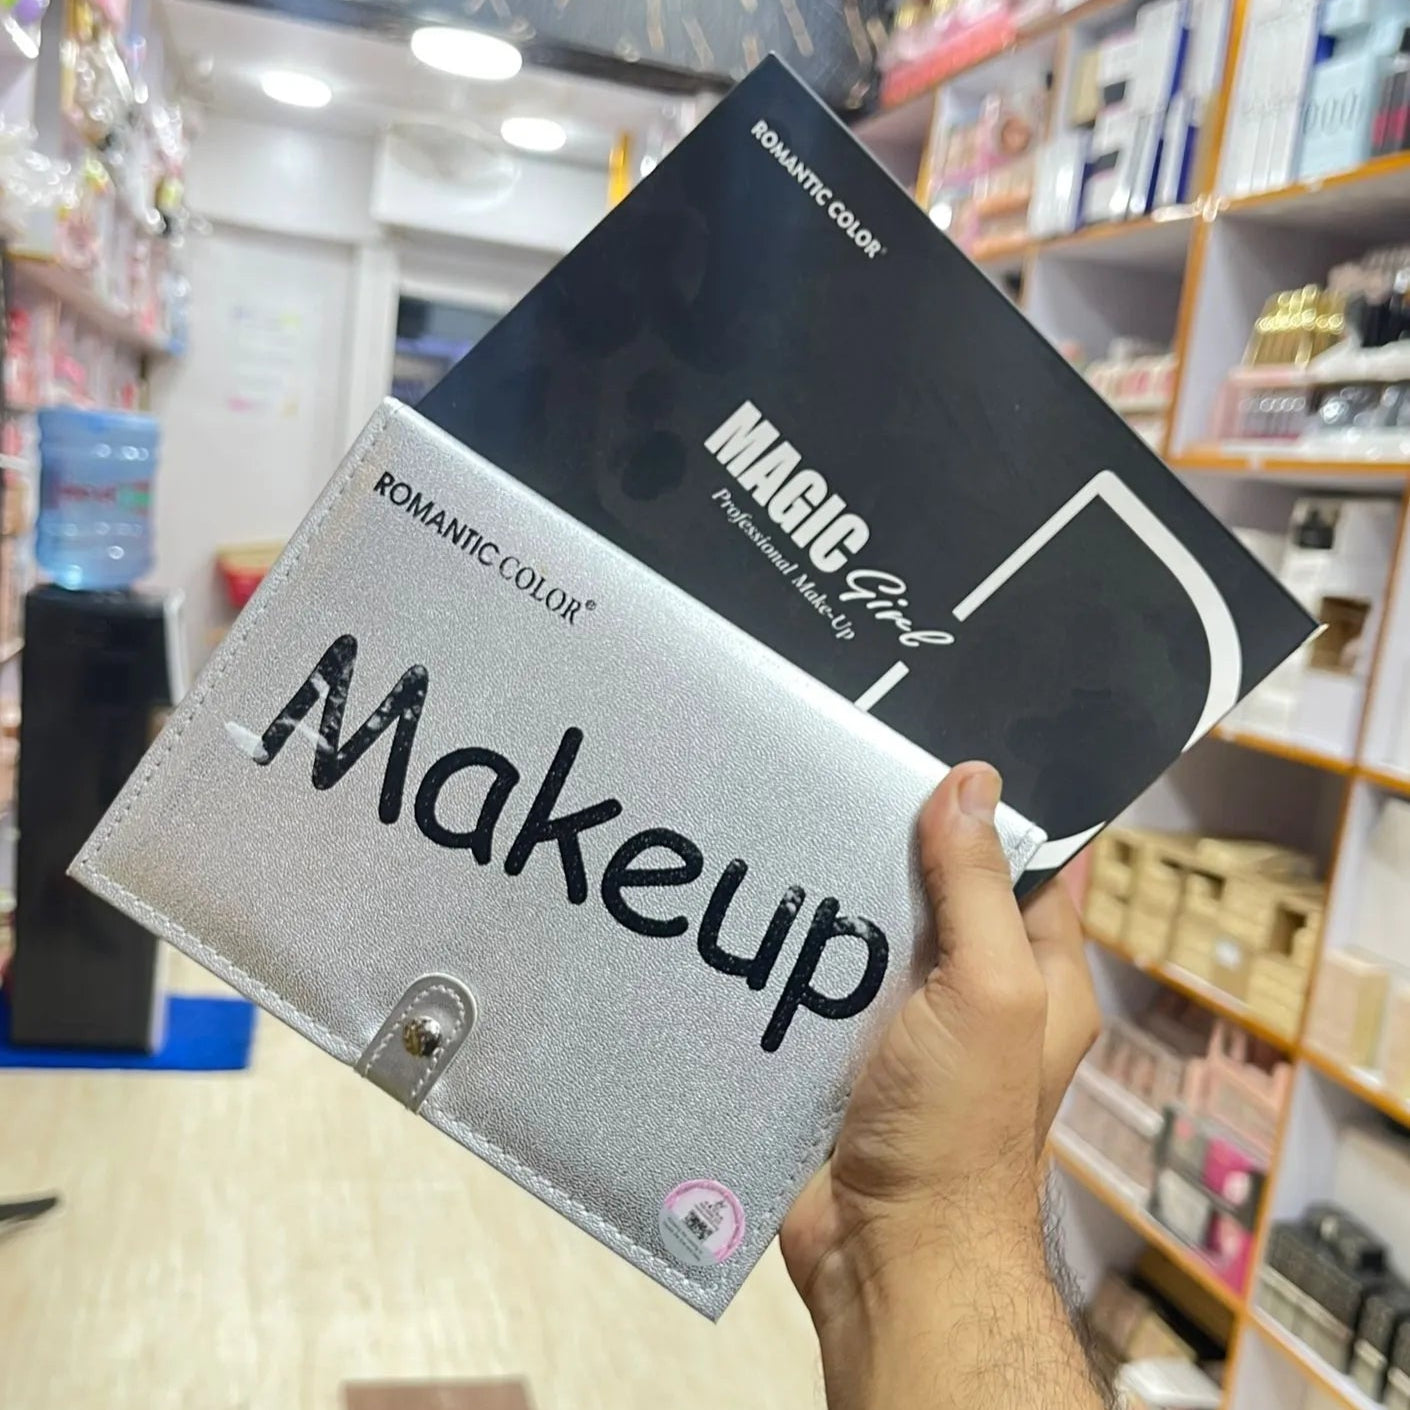 ROMANTIC COLOR
MAGIC Girl
Professional Make-Up
ROMANTIC COLOR®
Makeup